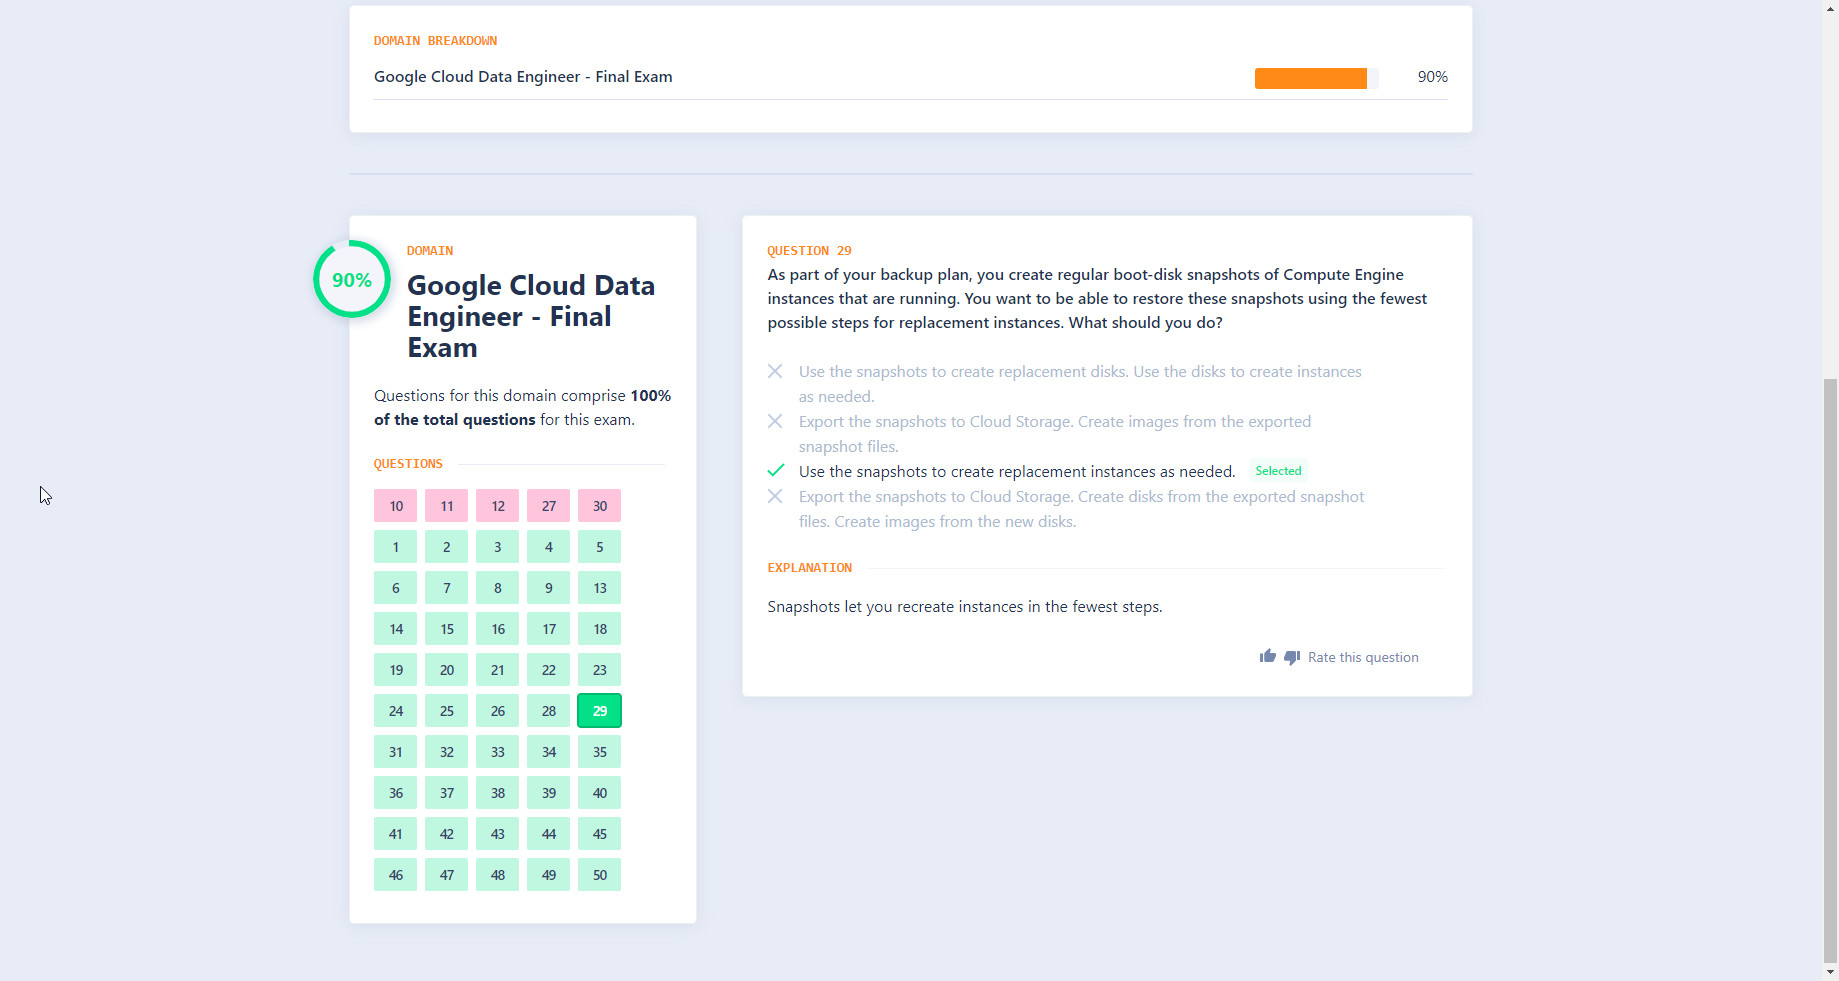 DOMAIN BREAKDOWN
Google Cloud Data Engineer - Final Exam
90%
90%
DOMAIN
Google Cloud Data
Engineer - Final
Exam
Questions for this domain comprise 100%
of the total questions for this exam.
QUESTIONS
10 11 12 27 30
1 2 3 4 5
6 7 8 9 13
14 15 16 17 18
19 20 21 22 23
24 25 26 28 29
31 32 33 34 35
36 37 38 39 40
41 42 43 44 45
46 47 48 49 50
QUESTION 29
As part of your backup plan, you create regular boot-disk snapshots of Compute Engine
instances that are running. You want to be able to restore these snapshots using the fewest
possible steps for replacement instances. What should you do?
Use the snapshots to create replacement disks. Use the disks to create instances
as needed.
Export the snapshots to Cloud Storage. Create images from the exported
snapshot files.
Use the snapshots to create replacement instances as needed. Selected
Export the snapshots to Cloud Storage. Create disks from the exported snapshot
files. Create images from the new disks.
EXPLANATION
Snapshots let you recreate instances in the fewest steps.
Rate this question